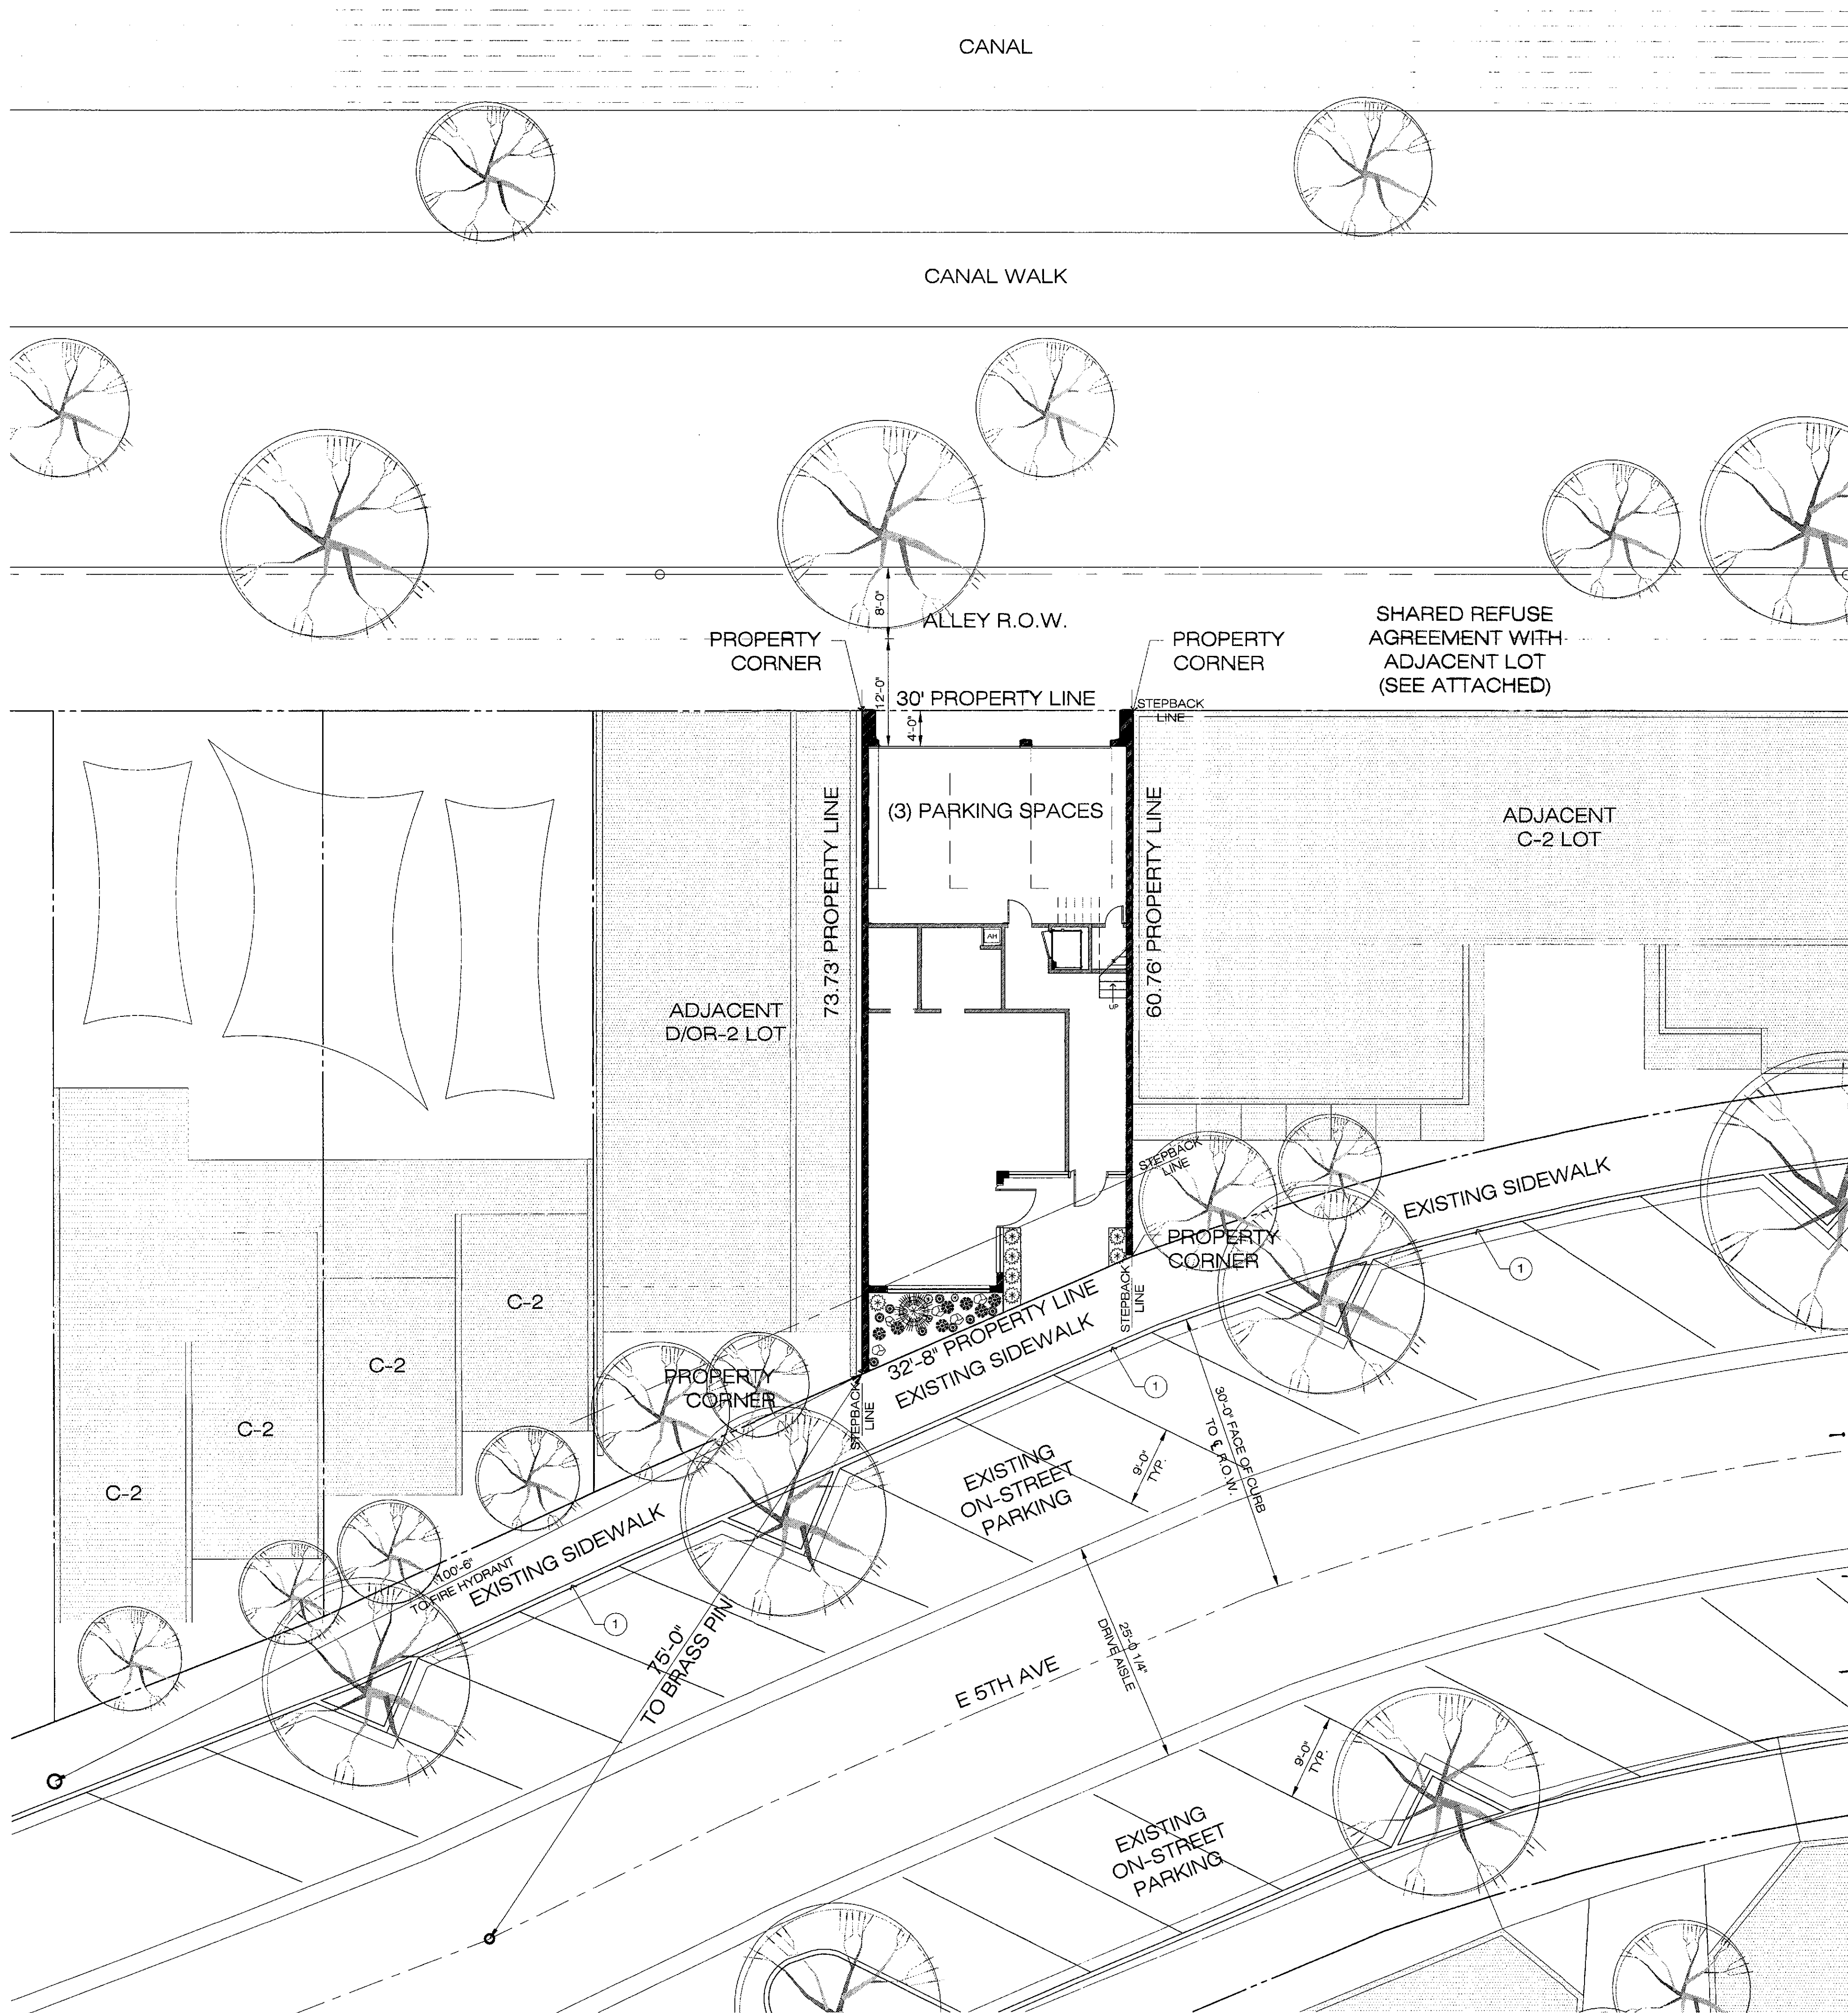 CANAL
CANAL WALK
8'-0"
ALLEY R.O.W.
PROPERTY
CORNER
PROPERTY
CORNER
SHARED REFUSE
AGREEMENT WITH
ADJACENT LOT
(SEE ATTACHED)
12'-0"
30' PROPERTY LINE
4'-0"
STEPBACK
LINE
(3) PARKING SPACES
73.73' PROPERTY LINE
60.76' PROPERTY LINE
ADJACENT
C-2 LOT
AH
UP
ADJACENT
D/OR-2 LOT
STEPBACK
LINE
EXISTING SIDEWALK
PROPERTY
CORNER
1
C-2
STEPBACK
LINE
32'-8" PROPERTY LINE
EXISTING SIDEWALK
C-2
PROPERTY
CORNER
STEPBACK
LINE
1
30'-0" FACE OF CURB
TO ℄ R.O.W.
C-2
9'-0"
TYP.
EXISTING
ON-STREET
PARKING
C-2
100'-6"
TO FIRE HYDRANT
EXISTING SIDEWALK
1
75'-0"
TO BRASS PIN
25'-0 1/4"
DRIVE AISLE
E 5TH AVE
9'-0"
TYP.
EXISTING
ON-STREET
PARKING